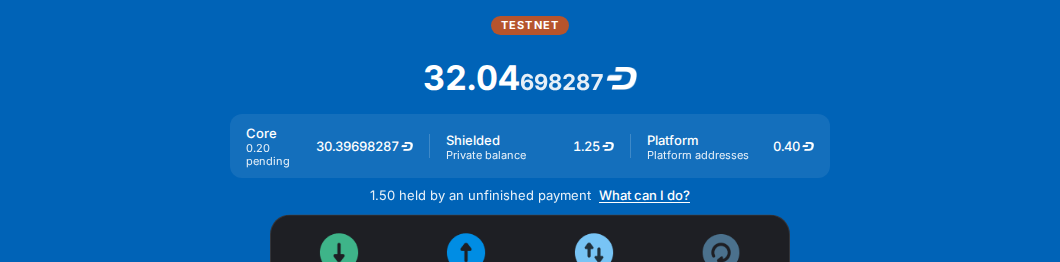 TESTNET
32.04698287
Core
0.20
pending
30.39698287
Shielded
Private balance
1.25
Platform
Platform addresses
0.40
1.50 held by an unfinished payment What can I do?